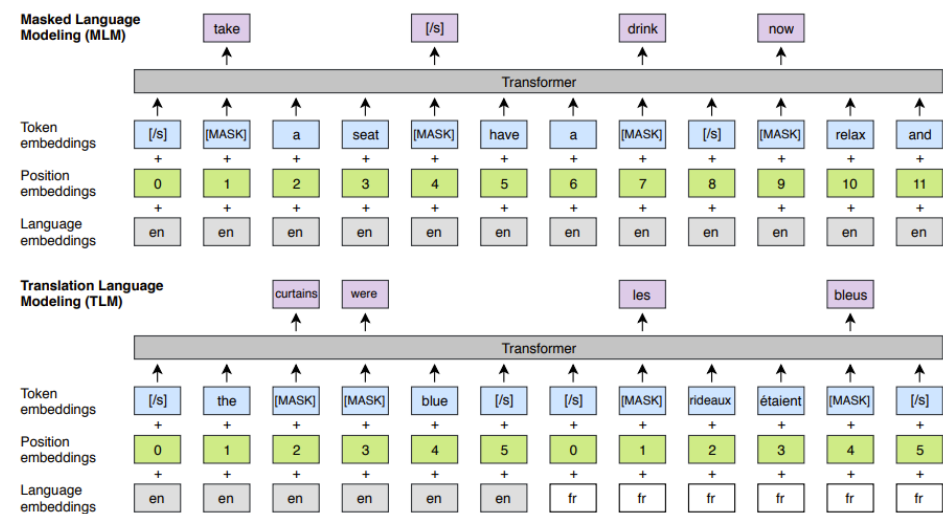 Masked Language
Modeling (MLM)
take [/s] drink now
Transformer
Token
embeddings
[/s] [MASK] a seat [MASK] have a [MASK] [/s] [MASK] relax and
+ + + + + + + + + + + +
Position
embeddings
0 1 2 3 4 5 6 7 8 9 10 11
+ + + + + + + + + + + +
Language
embeddings
en en en en en en en en en en en en
Translation Language
Modeling (TLM)
curtains were les bleus
Transformer
Token
embeddings
[/s] the [MASK] [MASK] blue [/s] [/s] [MASK] rideaux étaient [MASK] [/s]
+ + + + + + + + + + + +
Position
embeddings
0 1 2 3 4 5 0 1 2 3 4 5
+ + + + + + + + + + + +
Language
embeddings
en en en en en en fr fr fr fr fr fr